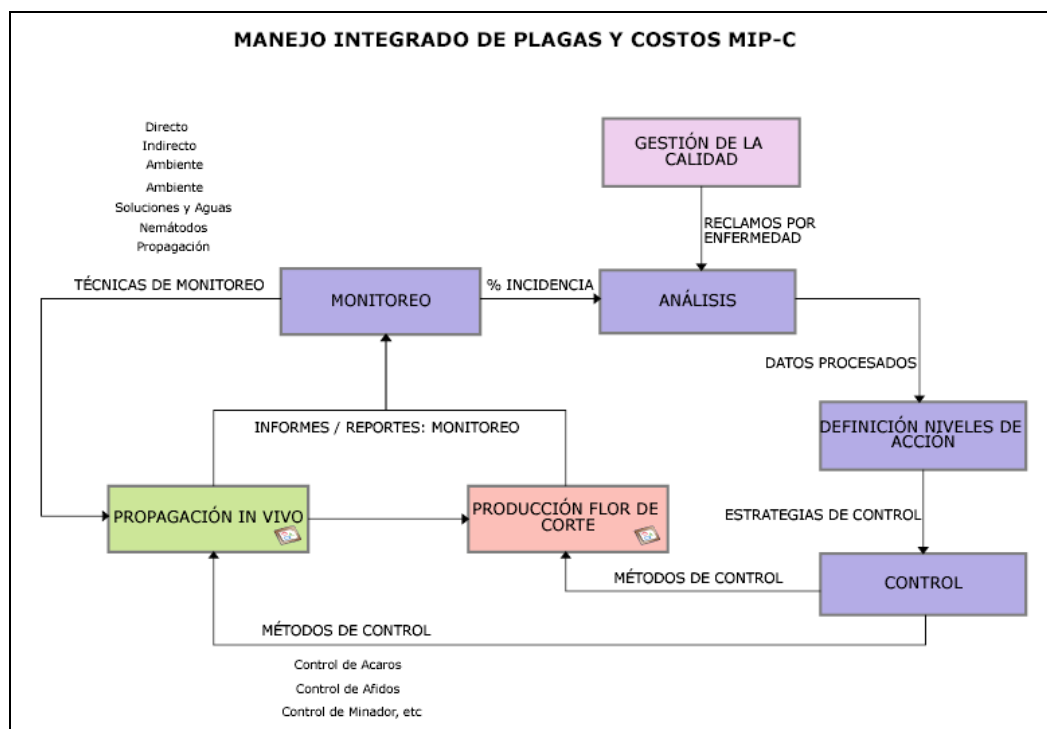 MANEJO INTEGRADO DE PLAGAS Y COSTOS MIP-C
Directo
Indirecto
Ambiente
Ambiente
Soluciones y Aguas
Nemátodos
Propagación
GESTIÓN DE LA
CALIDAD
RECLAMOS POR
ENFERMEDAD
TÉCNICAS DE MONITOREO
MONITOREO
% INCIDENCIA
ANÁLISIS
DATOS PROCESADOS
DEFINICIÓN NIVELES DE
ACCIÓN
INFORMES / REPORTES: MONITOREO
PROPAGACIÓN IN VIVO
PRODUCCIÓN FLOR DE
CORTE
ESTRATEGIAS DE CONTROL
MÉTODOS DE CONTROL
CONTROL
MÉTODOS DE CONTROL
Control de Acaros
Control de Afidos
Control de Minador, etc